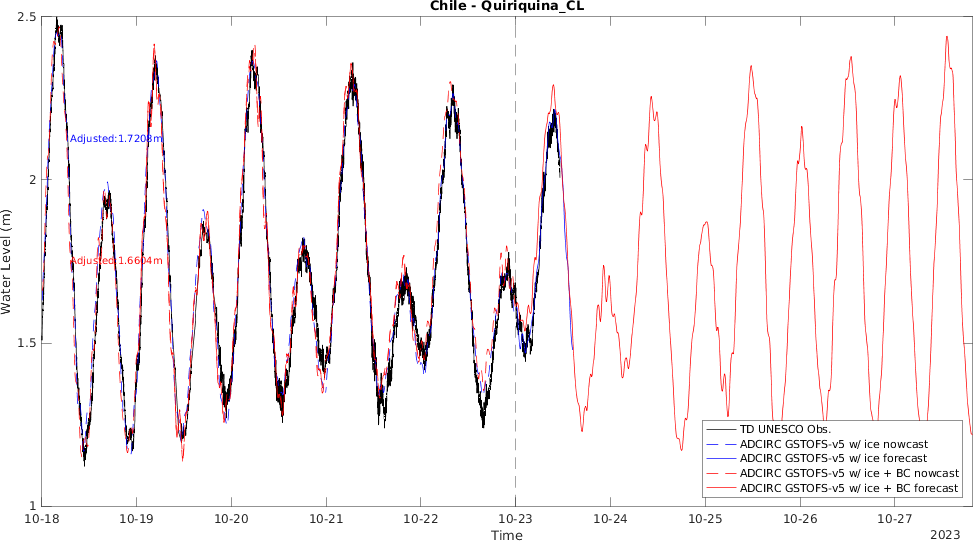 Chile - Quiriquina_CL
2.5
2
1.5
1
Water Level (m)
Adjusted:1.7203m
Adjusted:1.6604m
TD UNESCO Obs.
ADCIRC GSTOFS-v5 w/ ice nowcast
ADCIRC GSTOFS-v5 w/ ice forecast
ADCIRC GSTOFS-v5 w/ ice + BC nowcast
ADCIRC GSTOFS-v5 w/ ice + BC forecast
10-18 10-19 10-20 10-21 10-22 10-23 10-24 10-25 10-26 10-27
Time
2023